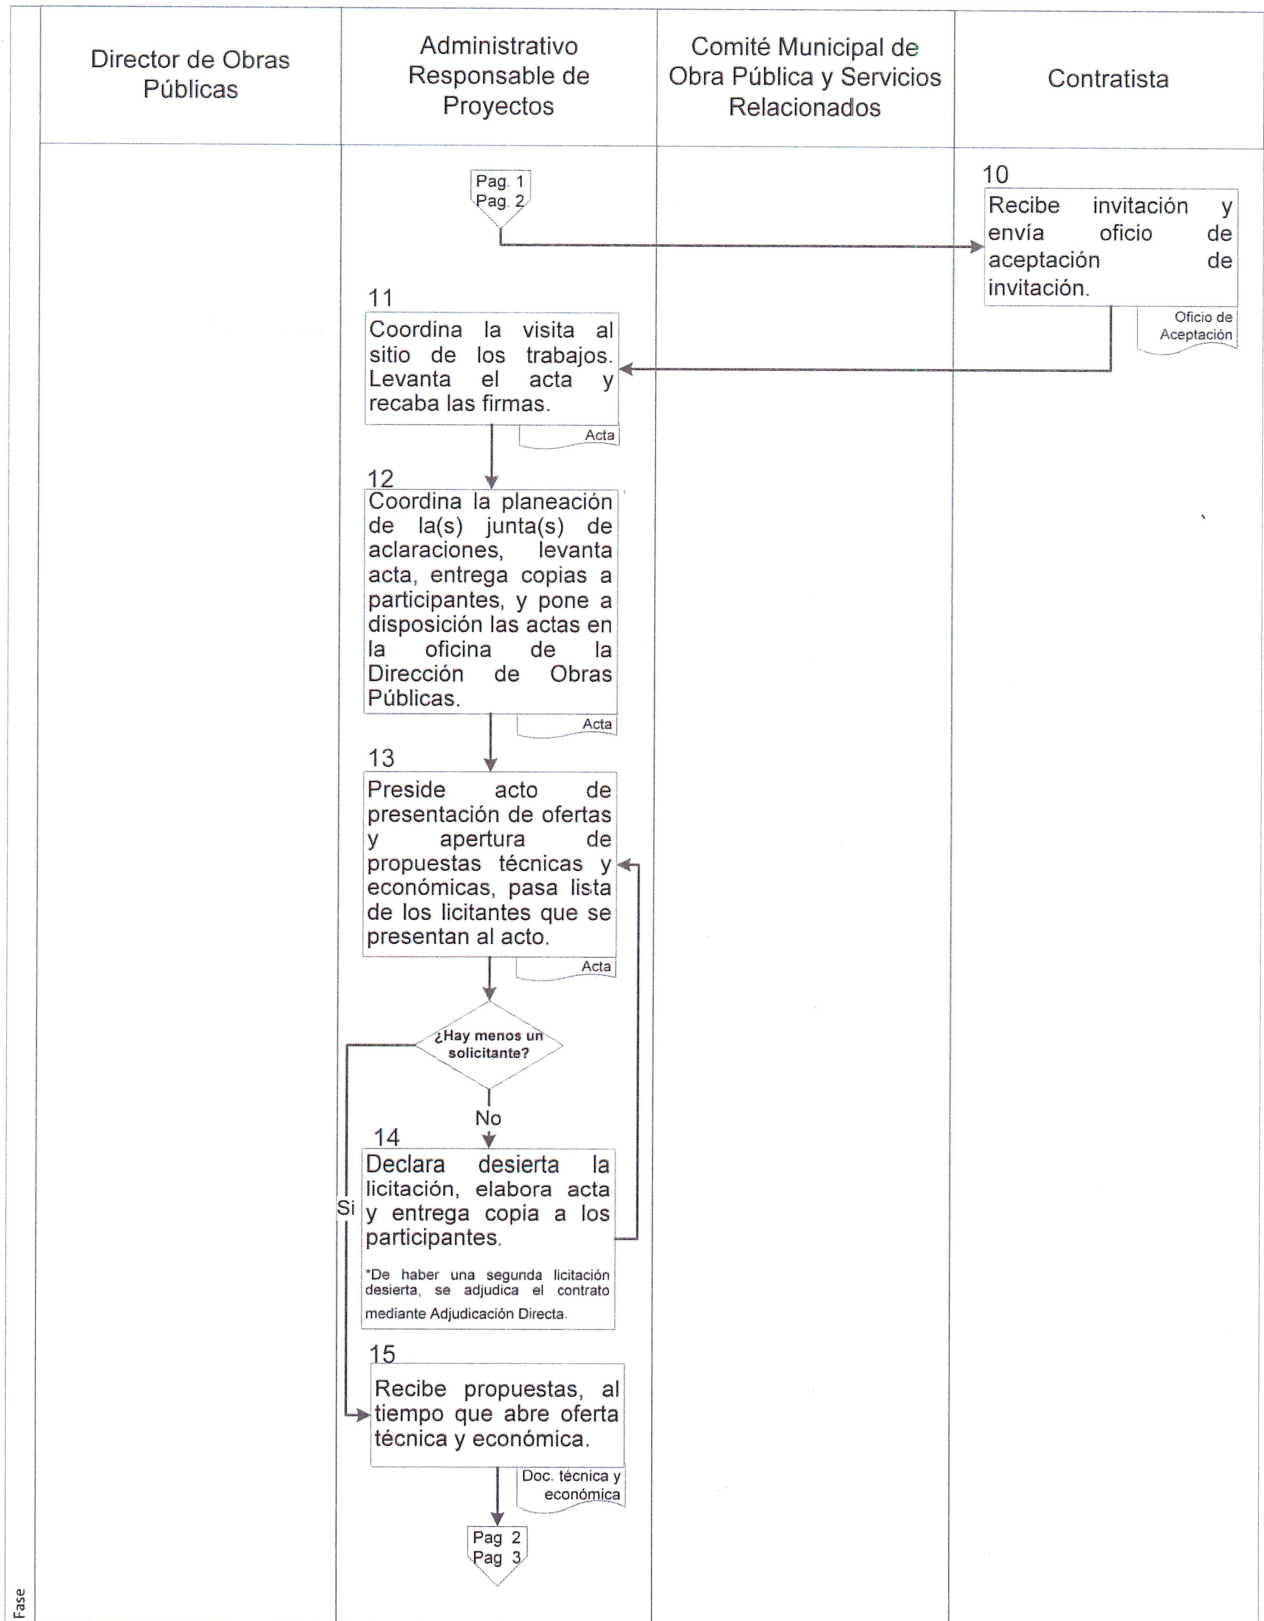 Director de Obras
Públicas
Administrativo
Responsable de
Proyectos
Comité Municipal de
Obra Pública y Servicios
Relacionados
Contratista
Pag. 1
Pag. 2
10
Recibe invitación y
envía oficio de
aceptación de
invitación.
Oficio de
Aceptación
11
Coordina la visita al
sitio de los trabajos.
Levanta el acta y
recaba las firmas.
Acta
12
Coordina la planeación
de la(s) junta(s) de
aclaraciones, levanta
acta, entrega copias a
participantes, y pone a
disposición las actas en
la oficina de la
Dirección de Obras
Públicas.
Acta
13
Preside acto de
presentación de ofertas
y apertura de
propuestas técnicas y
económicas, pasa lista
de los licitantes que se
presentan al acto.
Acta
¿Hay menos un
solicitante?
No
14
Declara desierta la
licitación, elabora acta
y entrega copia a los
participantes.
*De haber una segunda licitación
desierta, se adjudica el contrato
mediante Adjudicación Directa.
Si
15
Recibe propuestas, al
tiempo que abre oferta
técnica y económica.
Doc. técnica y
económica
Pag 2
Pag 3
Fase